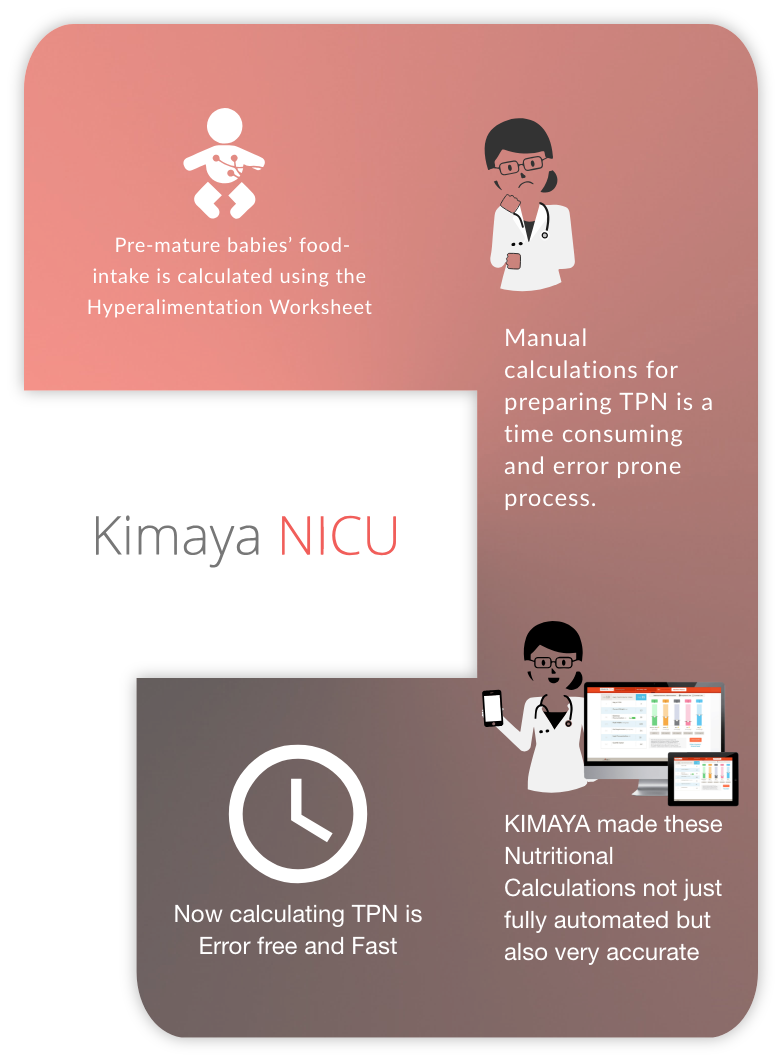 Pre-mature babies’ food-
intake is calculated using the
Hyperalimentation Worksheet
Manual
calculations for
preparing TPN is a
time consuming
and error prone
process.
Kimaya NICU
KIMAYA made these
Nutritional
Calculations not just
fully automated but
also very accurate
Now calculating TPN is
Error free and Fast